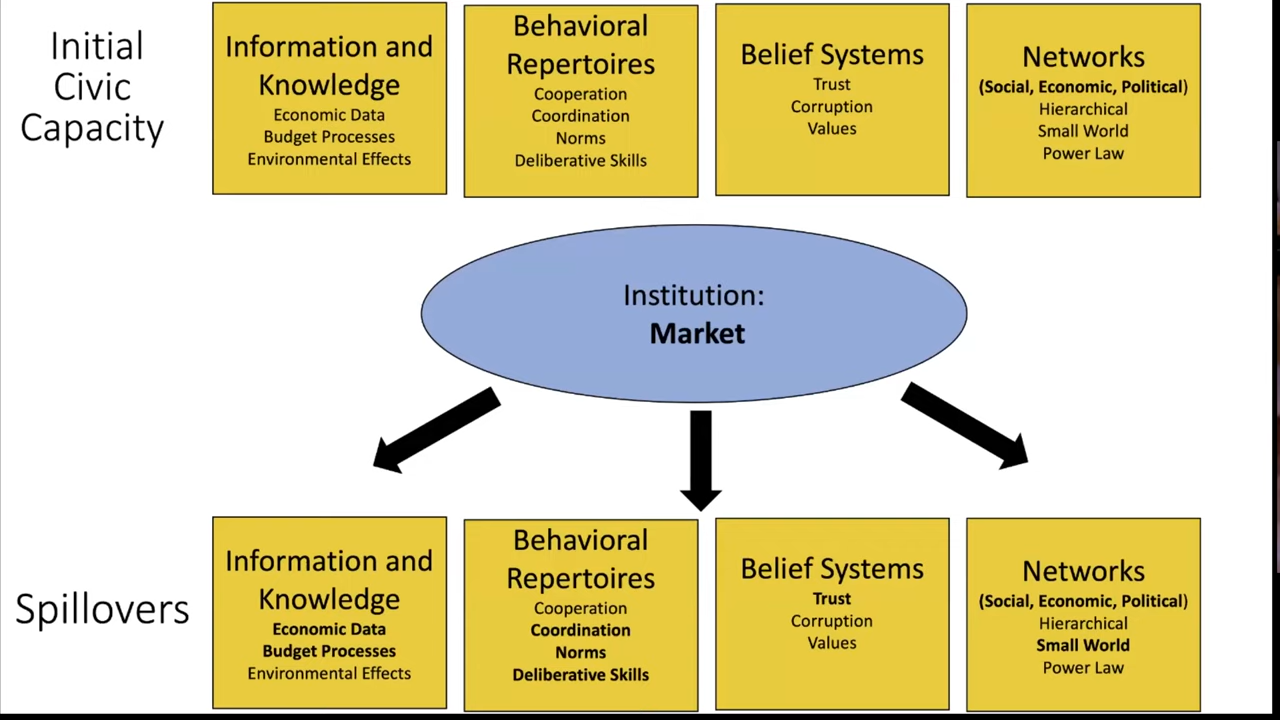 Initial
Civic
Capacity
Information and
Knowledge
Economic Data
Budget Processes
Environmental Effects
Behavioral
Repertoires
Cooperation
Coordination
Norms
Deliberative Skills
Belief Systems
Trust
Corruption
Values
Networks
(Social, Economic, Political)
Hierarchical
Small World
Power Law
Institution:
Market
Spillovers
Information and
Knowledge
Economic Data
Budget Processes
Environmental Effects
Behavioral
Repertoires
Cooperation
Coordination
Norms
Deliberative Skills
Belief Systems
Trust
Corruption
Values
Networks
(Social, Economic, Political)
Hierarchical
Small World
Power Law